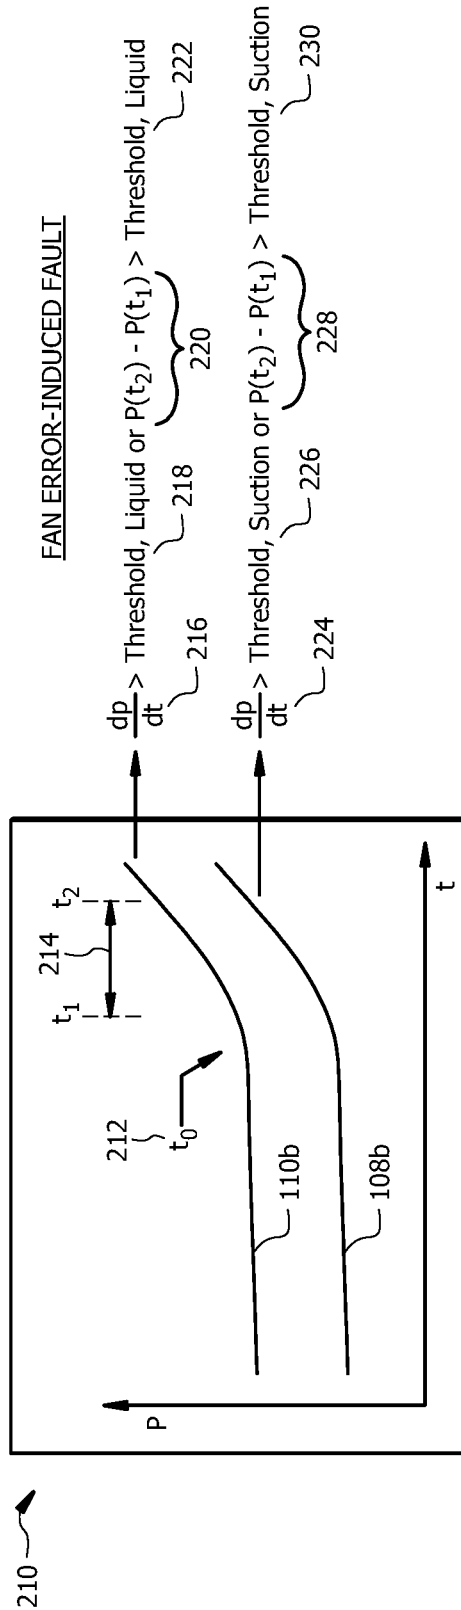 210
FAN ERROR-INDUCED FAULT
P
212
t0
t1
214
t2
110b
108b
t
dp/dt > Threshold, Liquid or P(t2) - P(t1) > Threshold, Liquid
216
218
220
222
dp/dt > Threshold, Suction or P(t2) - P(t1) > Threshold, Suction
224
226
228
230